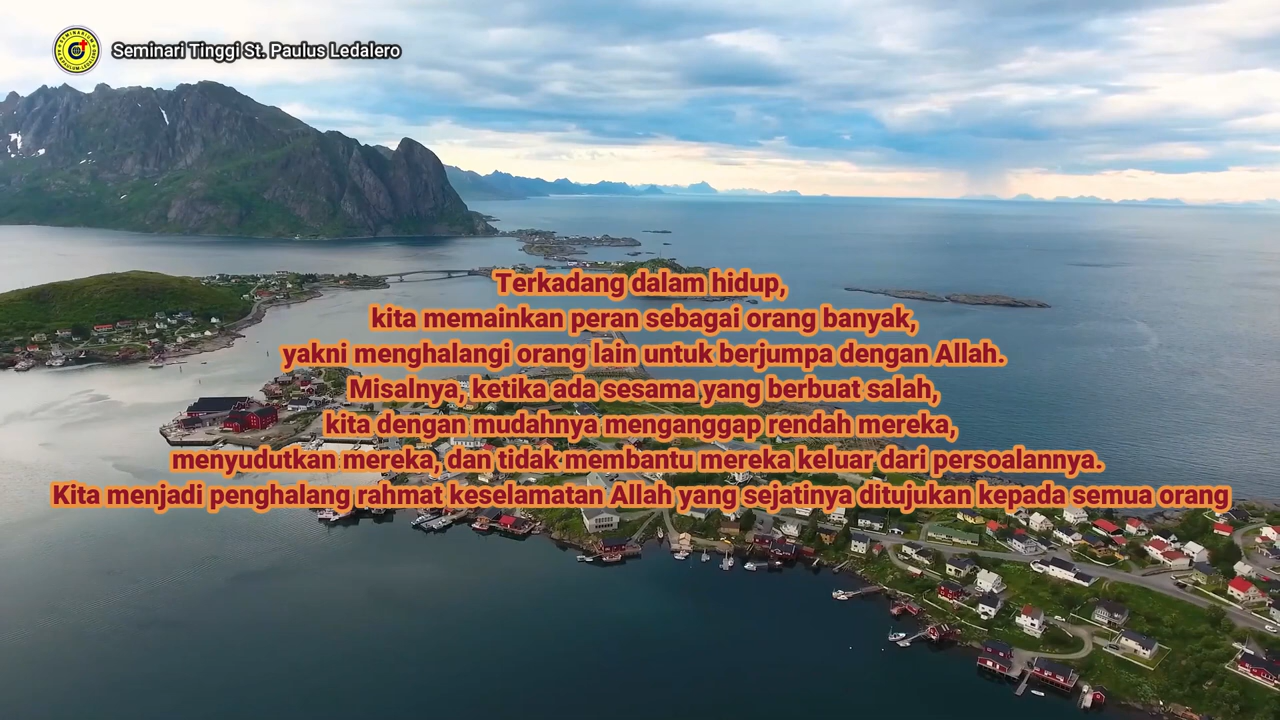 Seminari Tinggi St. Paulus Ledalero
Terkadang dalam hidup,
kita memainkan peran sebagai orang banyak,
yakni menghalangi orang lain untuk berjumpa dengan Allah.
Misalnya, ketika ada sesama yang berbuat salah,
kita dengan mudahnya menganggap rendah mereka,
menyudutkan mereka, dan tidak membantu mereka keluar dari persoalannya.
Kita menjadi penghalang rahmat keselamatan Allah yang sejatinya ditujukan kepada semua orang